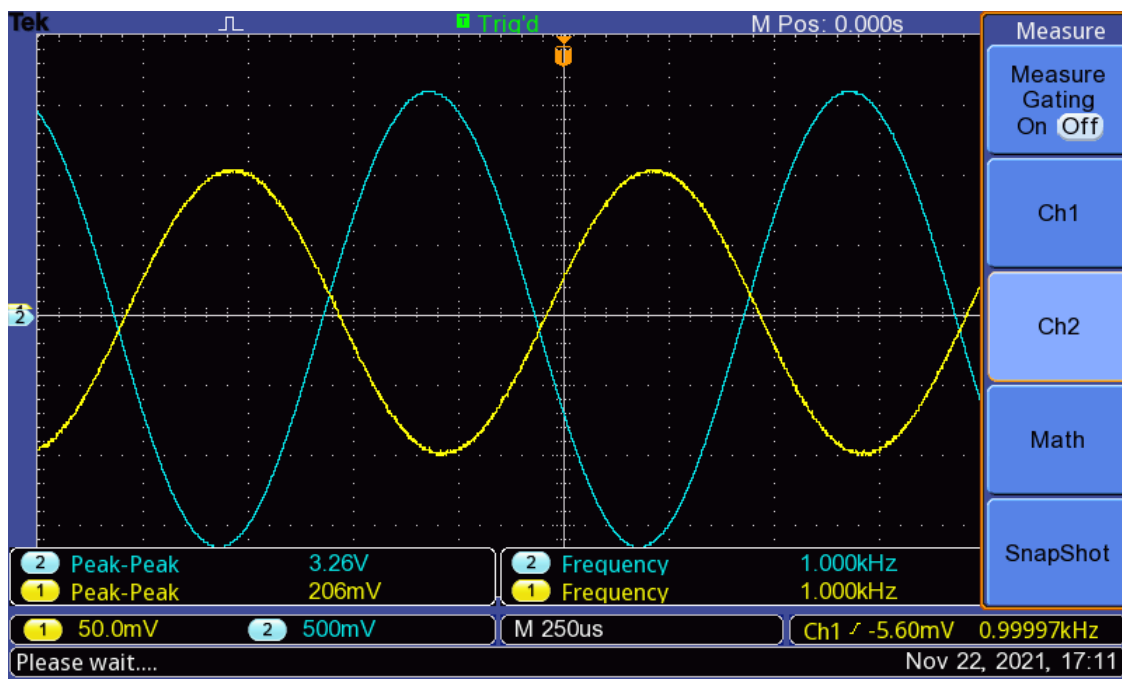 Tek T Trig'd M Pos: 0.000s
T
Measure
Measure
Gating
On Off
Ch1
2
Ch2
Math
SnapShot
2 Peak-Peak 3.26V 2 Frequency 1.000kHz
1 Peak-Peak 206mV 1 Frequency 1.000kHz
1 50.0mV 2 500mV M 250us Ch1 -5.60mV 0.99997kHz
Please wait.... Nov 22, 2021, 17:11